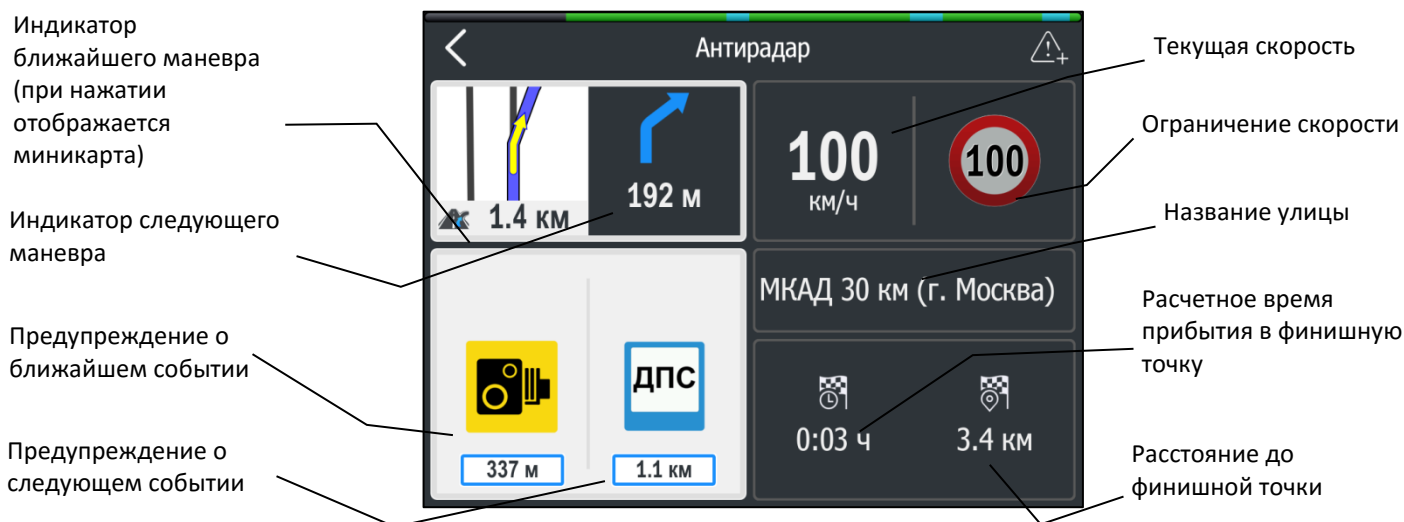 Индикатор
ближайшего маневра
(при нажатии
отображается
миникарта)
Индикатор следующего
маневра
Предупреждение о
ближайшем событии
Предупреждение о
следующем событии
Антирадар
1.4 км
192 м
100
км/ч
100
МКАД 30 км (г. Москва)
ДПС
337 м
1.1 км
0:03 ч
3.4 км
Текущая скорость
Ограничение скорости
Название улицы
Расчетное время
прибытия в финишную
точку
Расстояние до
финишной точки